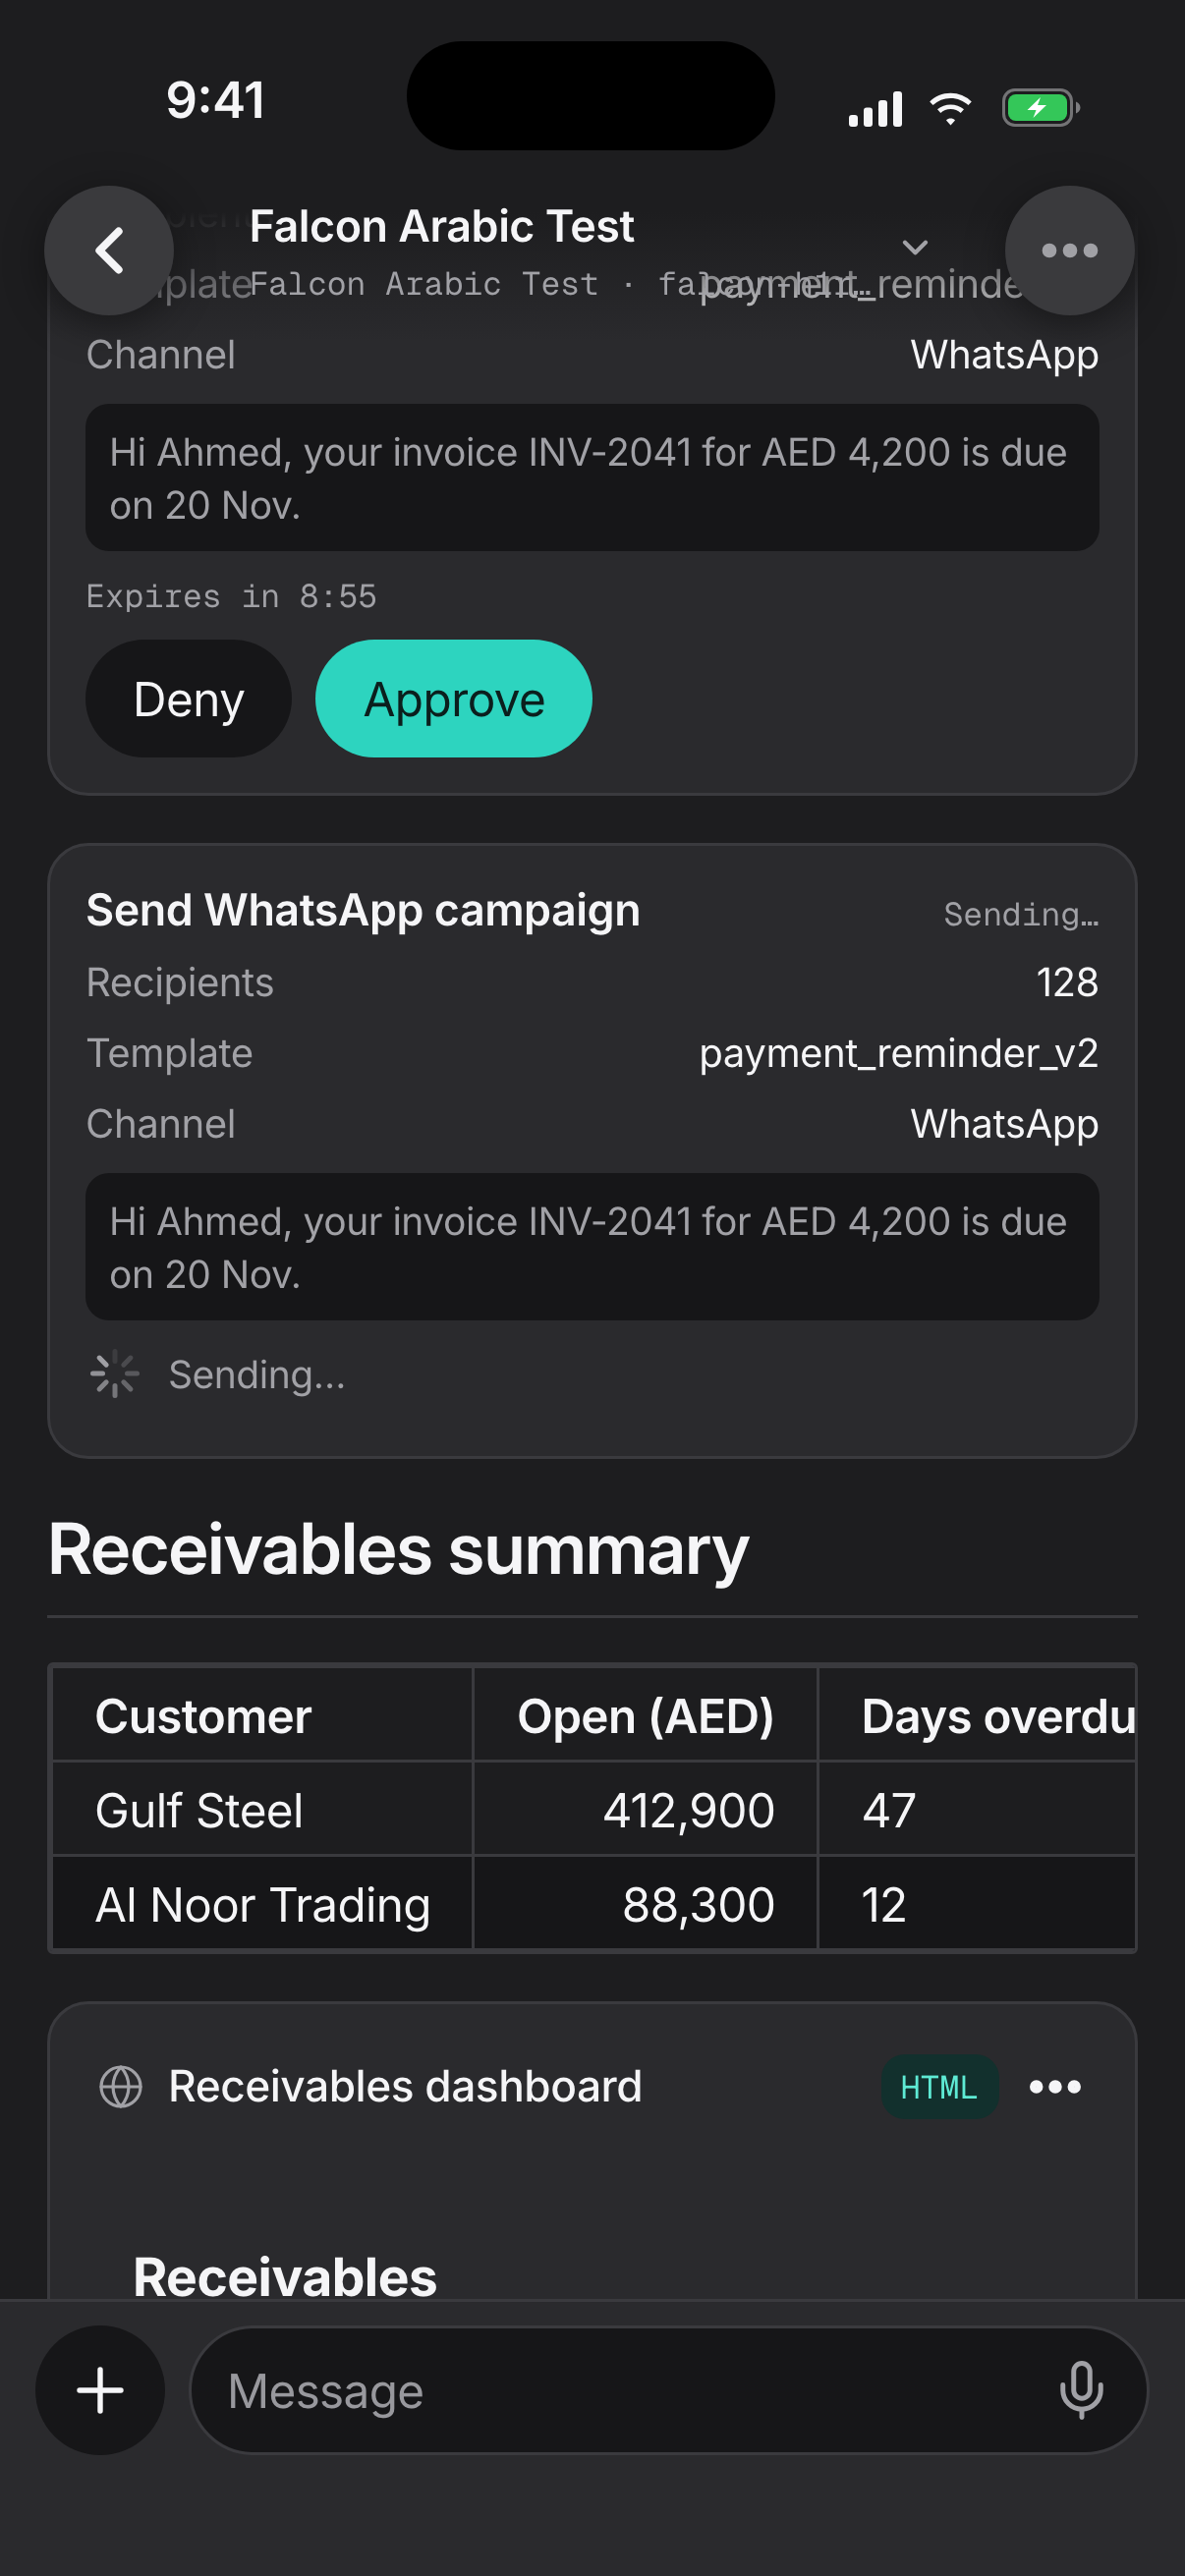 9:41
Falcon Arabic Test
Falcon Arabic Test ·
Channel
WhatsApp
Hi Ahmed, your invoice INV-2041 for AED 4,200 is due
on 20 Nov.
Expires in 8:55
Deny
Approve
Send WhatsApp campaign
Sending…
Recipients
128
Template
payment_reminder_v2
Channel
WhatsApp
Hi Ahmed, your invoice INV-2041 for AED 4,200 is due
on 20 Nov.
Sending...
Receivables summary
Customer
Open (AED)
Days overdu
Gulf Steel
412,900
47
Al Noor Trading
88,300
12
Receivables dashboard
HTML
Receivables
Message